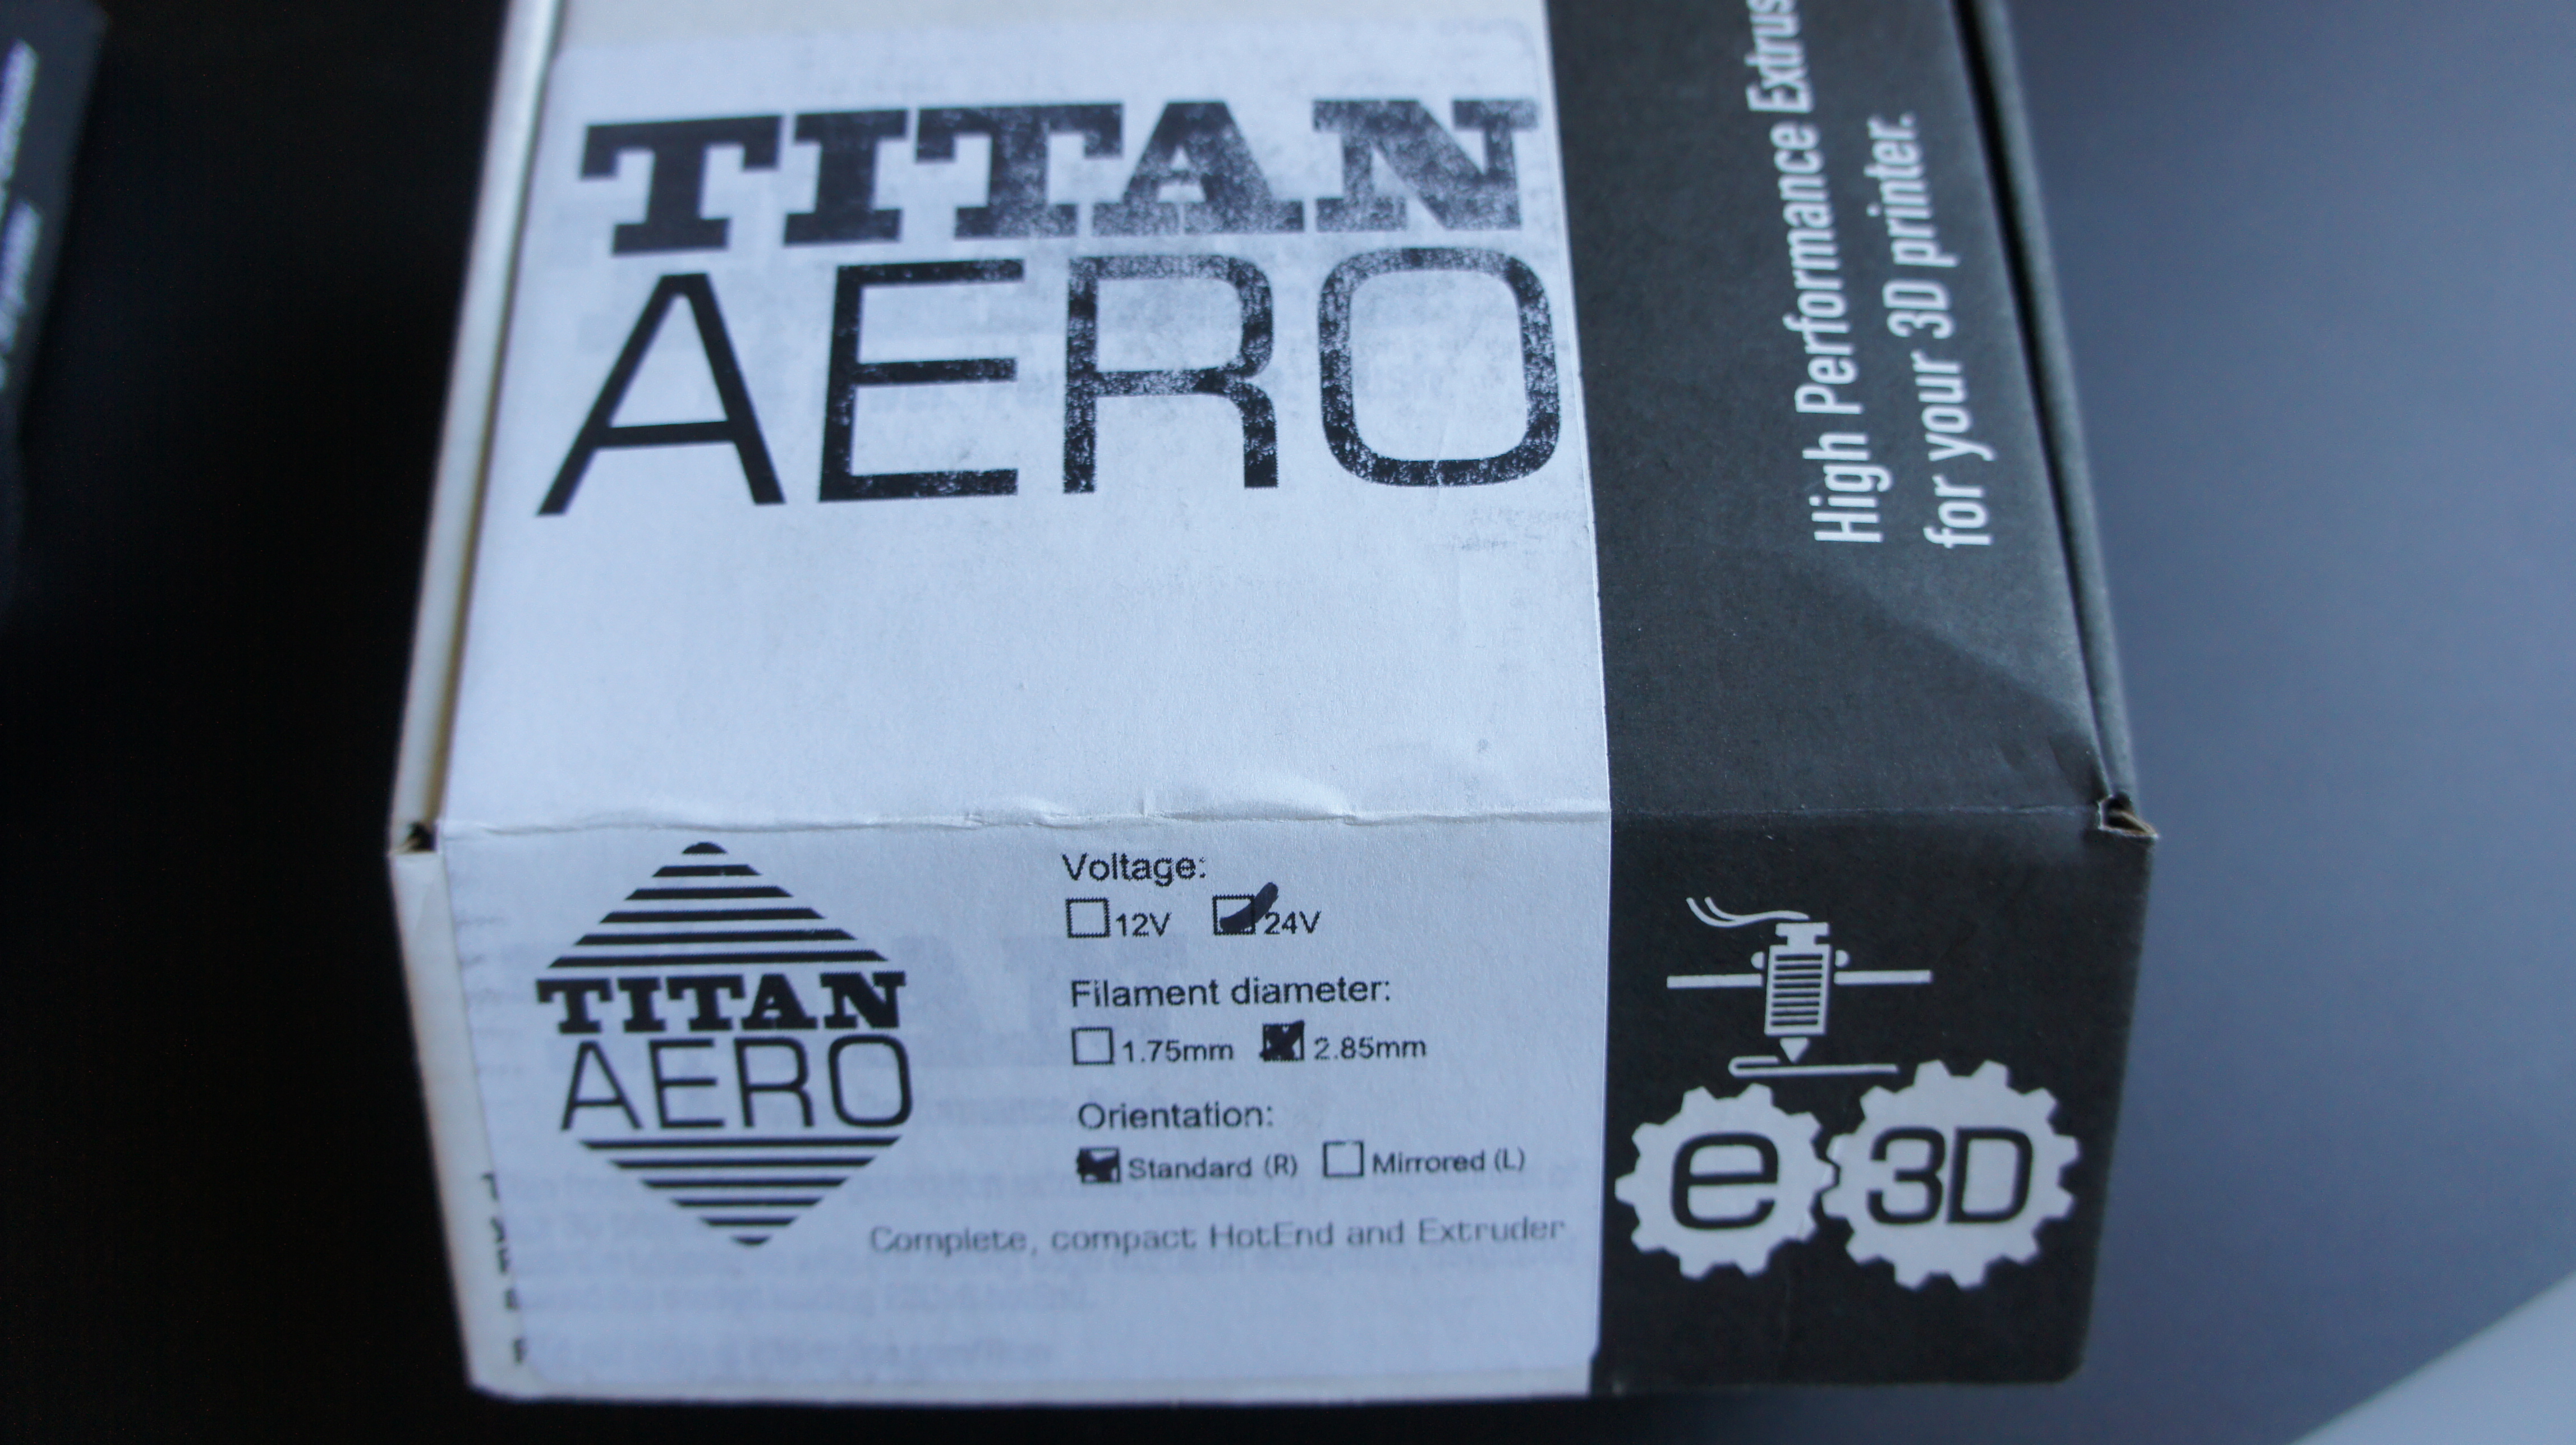 TITAN
AERO
High Performance
for your 3D printer.
TITAN
AERO
Voltage:
12V 24V
Filament diameter:
1.75mm 2.85mm
Orientation:
Standard (R) Mirrored (L)
Complete, compact HotEnd and Extruder
e 3D